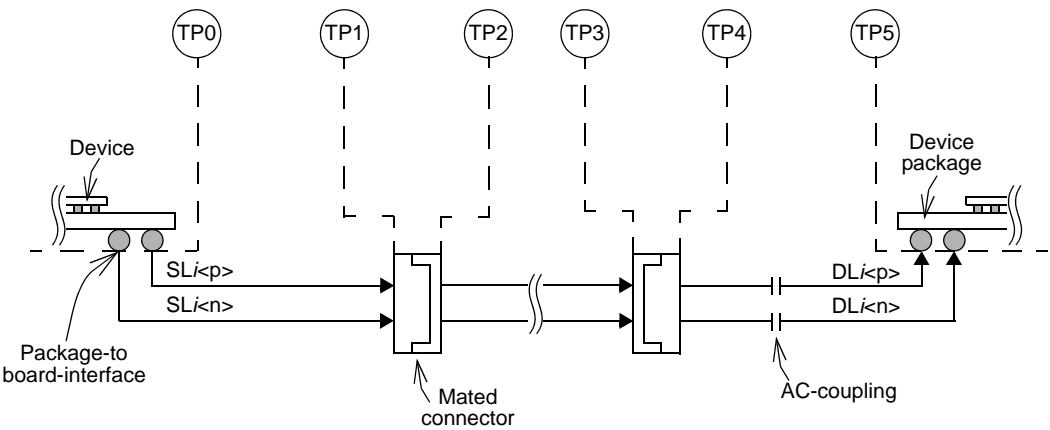 TP0
TP1
TP2
TP3
TP4
TP5
Device
Device
package
SLi<p>
DLi<p>
SLi<n>
DLi<n>
Package-to
board-interface
Mated
connector
AC-coupling